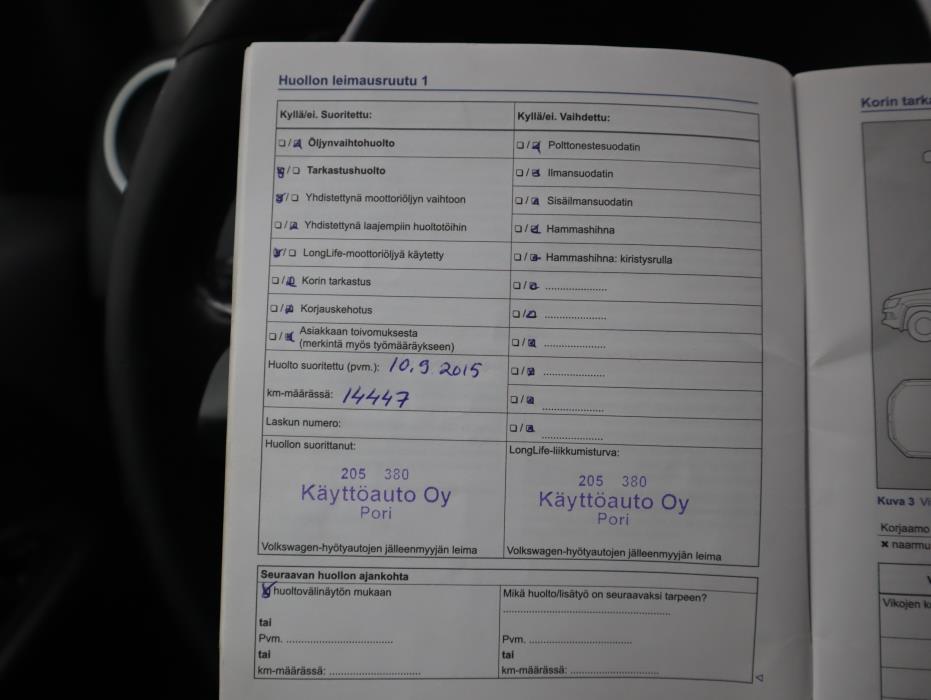 Huollon leimausruutu 1
Kyllä/ei. Suoritettu:
Öljynvaihtohuolto
Tarkastushuolto
Yhdistettynä moottoriöljyn vaihtoon
Yhdistettynä laajempiin huoltotöihin
LongLife-moottoriöljyä käytetty
Korin tarkastus
Korjauskehotus
Asiakkaan toivomuksesta
(merkintä myös työmääräykseen)
Huolto suoritettu (pvm.): 10.9.2015
km-määrässä: 14447
Laskun numero:
Huollon suorittanut:
205 380
Käyttöauto Oy
Pori
Volkswagen-hyötyautojen jälleenmyyjän leima
Kyllä/ei. Vaihdettu:
Polttonestesuodatin
Ilmansuodatin
Sisäilmansuodatin
Hammashihna
Hammashihna: kiristysrulla
LongLife-liikkumisturva:
205 380
Käyttöauto Oy
Pori
Volkswagen-hyötyautojen jälleenmyyjän leima
Seuraavan huollon ajankohta
huoltovälinäytön mukaan
tai
Pvm.
tai
km-määrässä:
Mikä huolto/lisätyö on seuraavaksi tarpeen?
Pvm.
tai
km-määrässä:
Korin
Kuva 3
Korjaamo
Vikojen